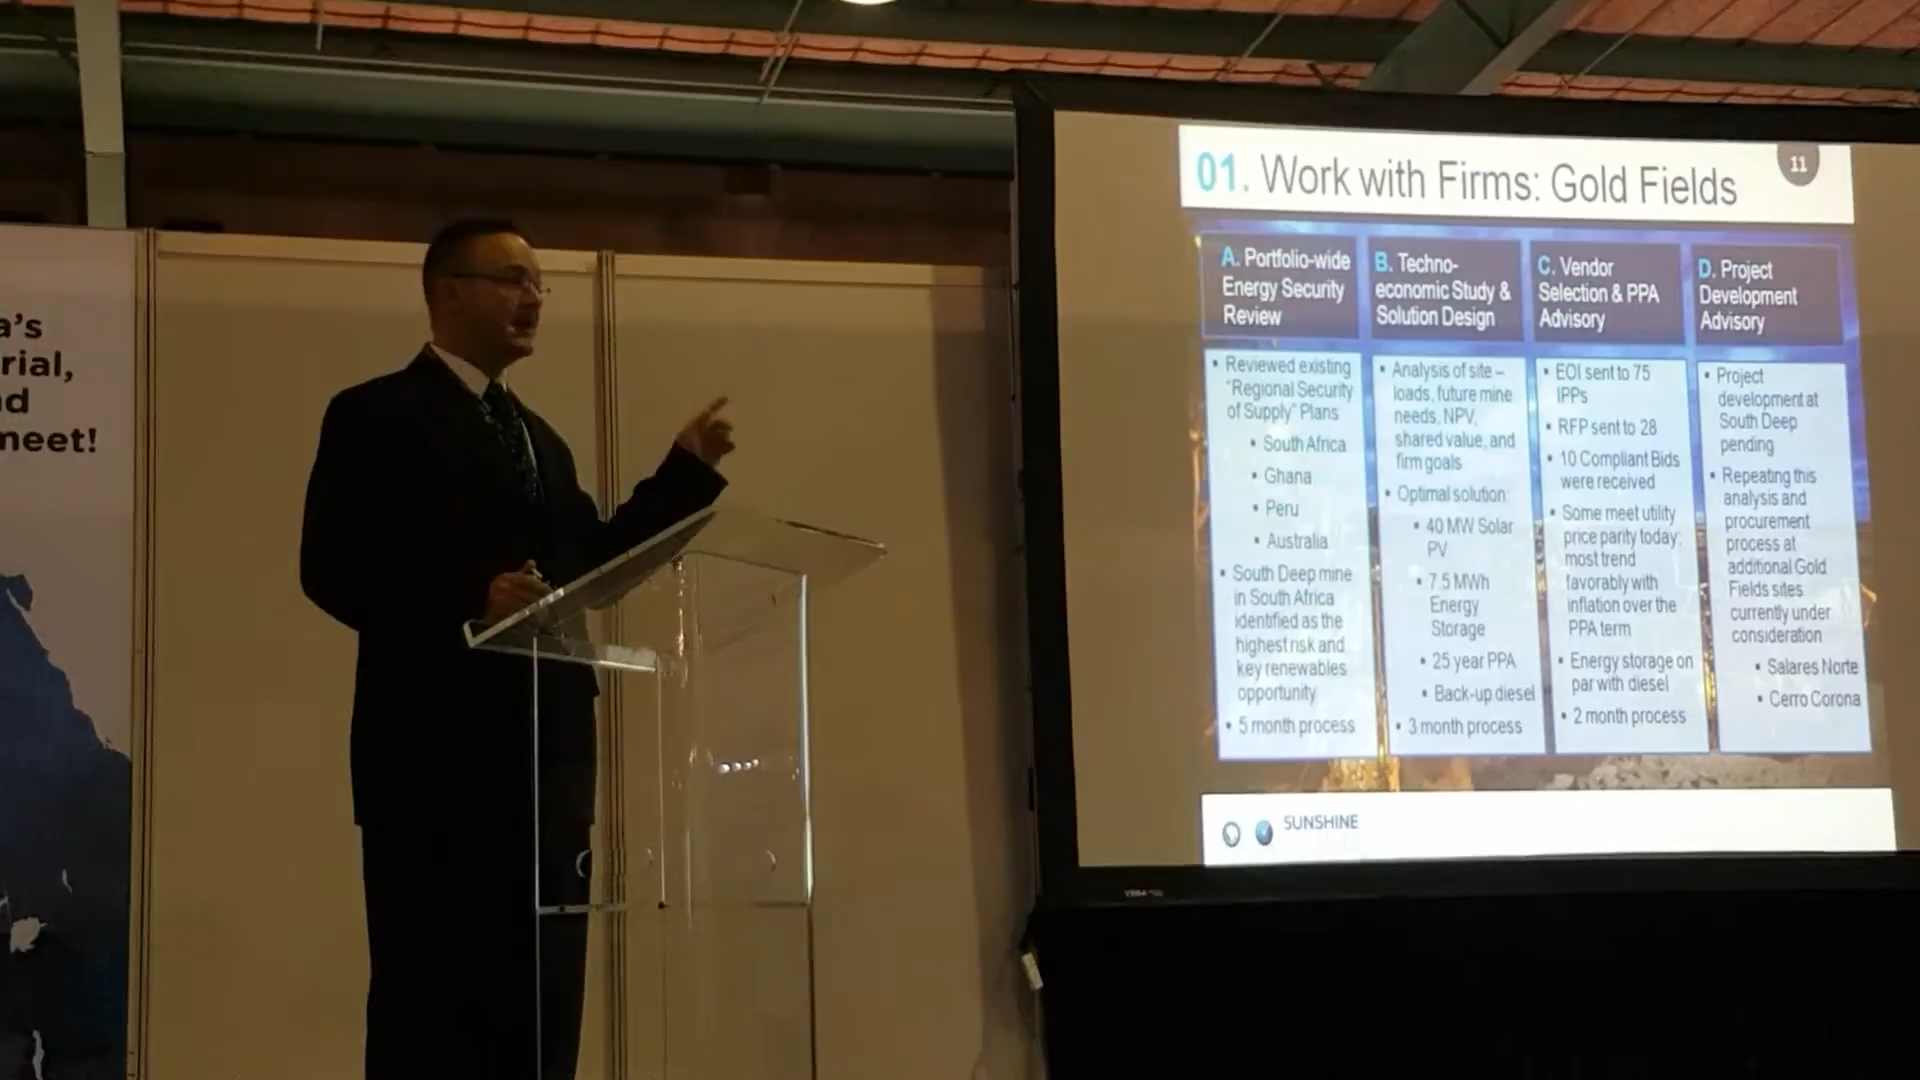 a's
rial,
nd
meet!
01. Work with Firms: Gold Fields
11
A. Portfolio-wide
Energy Security
Review
• Reviewed existing
"Regional Security
of Supply" Plans
• South Africa
• Ghana
• Peru
• Australia
• South Deep mine
in South Africa
identified as the
highest risk and
key renewables
opportunity
• 5 month process
B. Techno-
economic Study &
Solution Design
• Analysis of site –
loads, future mine
needs, NPV,
shared value, and
firm goals
• Optimal solution:
• 40 MW Solar
PV
• 7.5 MWh
Energy
Storage
• 25 year PPA
• Back-up diesel
• 3 month process
C. Vendor
Selection & PPA
Advisory
• EOI sent to 75
IPPs
• RFP sent to 28
• 10 Compliant Bids
were received
• Some meet utility
price parity today;
most trend
favorably with
inflation over the
PPA term
• Energy storage on
par with diesel
• 2 month process
D. Project
Development
Advisory
• Project
development at
South Deep
pending
• Repeating this
analysis and
procurement
process at
additional Gold
Fields sites
currently under
consideration
• Salares Norte
• Cerro Corona
SUNSHINE